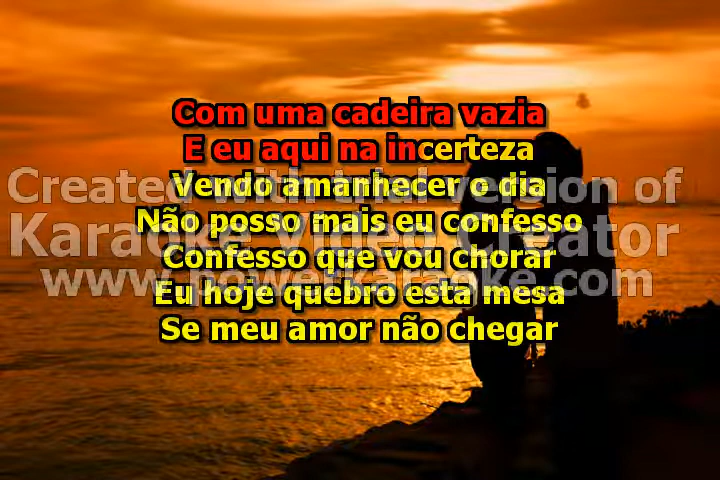 Com uma cadeira vazia
E eu aqui na incerteza
Vendo amanhecer o dia
Não posso mais eu confesso
Confesso que vou chorar
Eu hoje quebro esta mesa
Se meu amor não chegar
Created with trial version of
Karaoke Video Creator
www.powerkaraoke.com